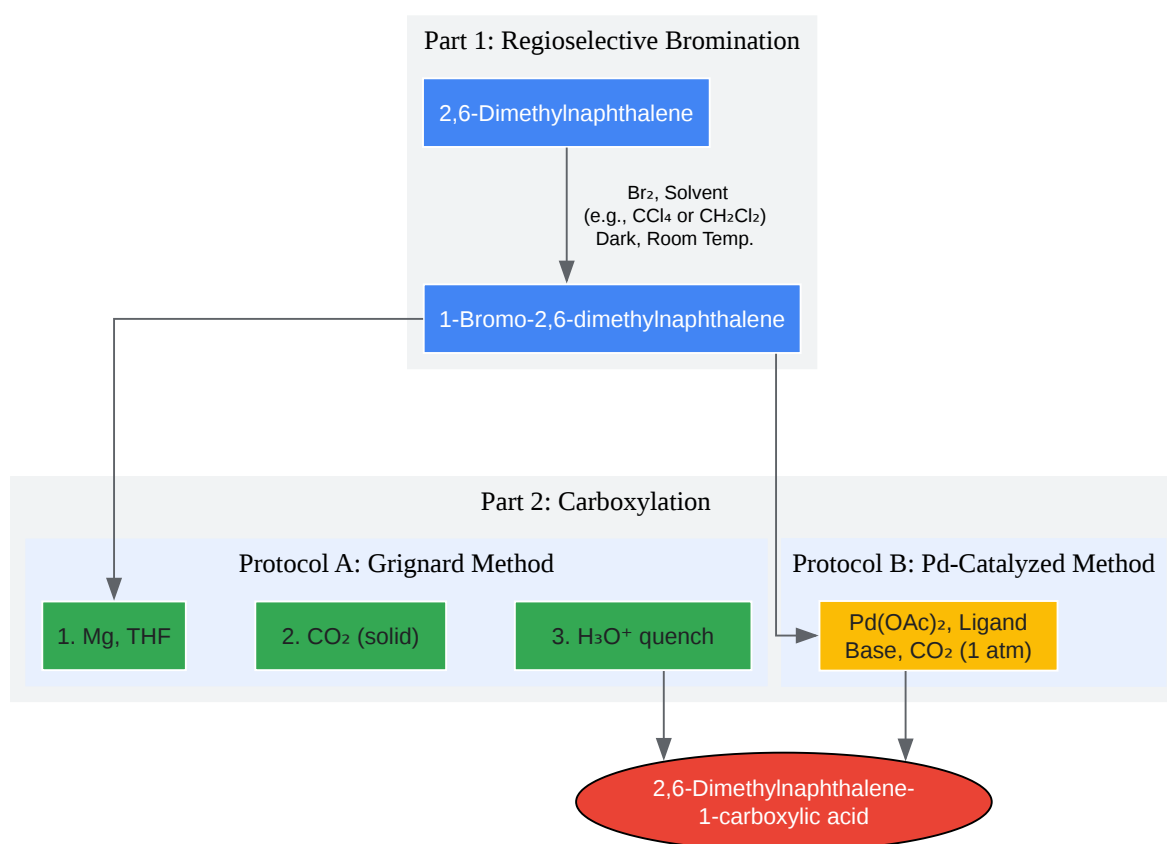 Part 1: Regioselective Bromination
2,6-Dimethylnaphthalene
Br₂, Solvent
(e.g., CCl₄ or CH₂Cl₂)
Dark, Room Temp.
1-Bromo-2,6-dimethylnaphthalene
Part 2: Carboxylation
Protocol A: Grignard Method
1. Mg, THF
2. CO₂ (solid)
3. H₃O⁺ quench
Protocol B: Pd-Catalyzed Method
Pd(OAc)₂, Ligand
Base, CO₂ (1 atm)
2,6-Dimethylnaphthalene-
1-carboxylic acid